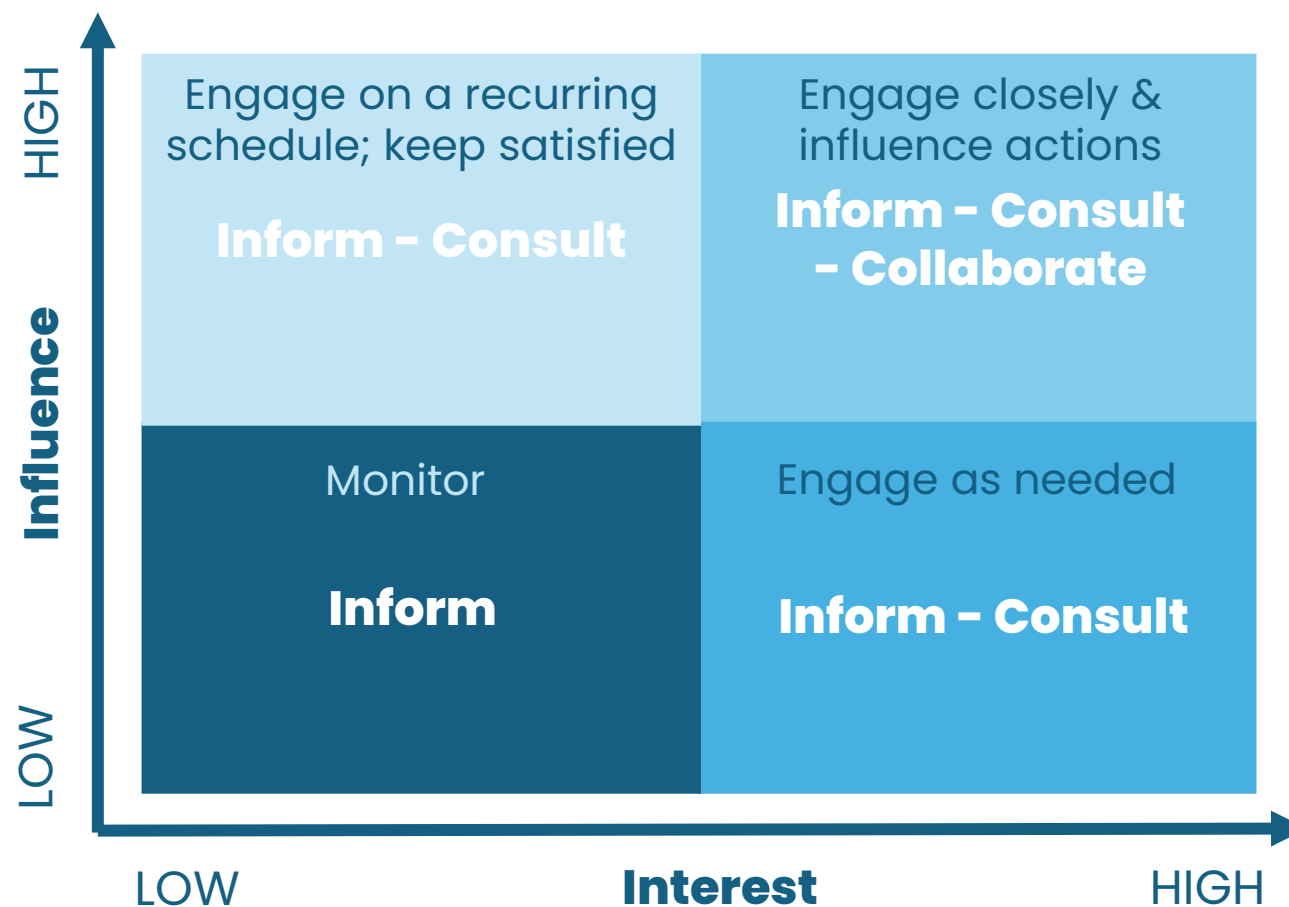 HIGH
Engage on a recurring
schedule; keep satisfied
Inform – Consult
Engage closely &
influence actions
Inform – Consult
– Collaborate
Influence
Monitor
Inform
Engage as needed
Inform – Consult
LOW
LOW
Interest
HIGH